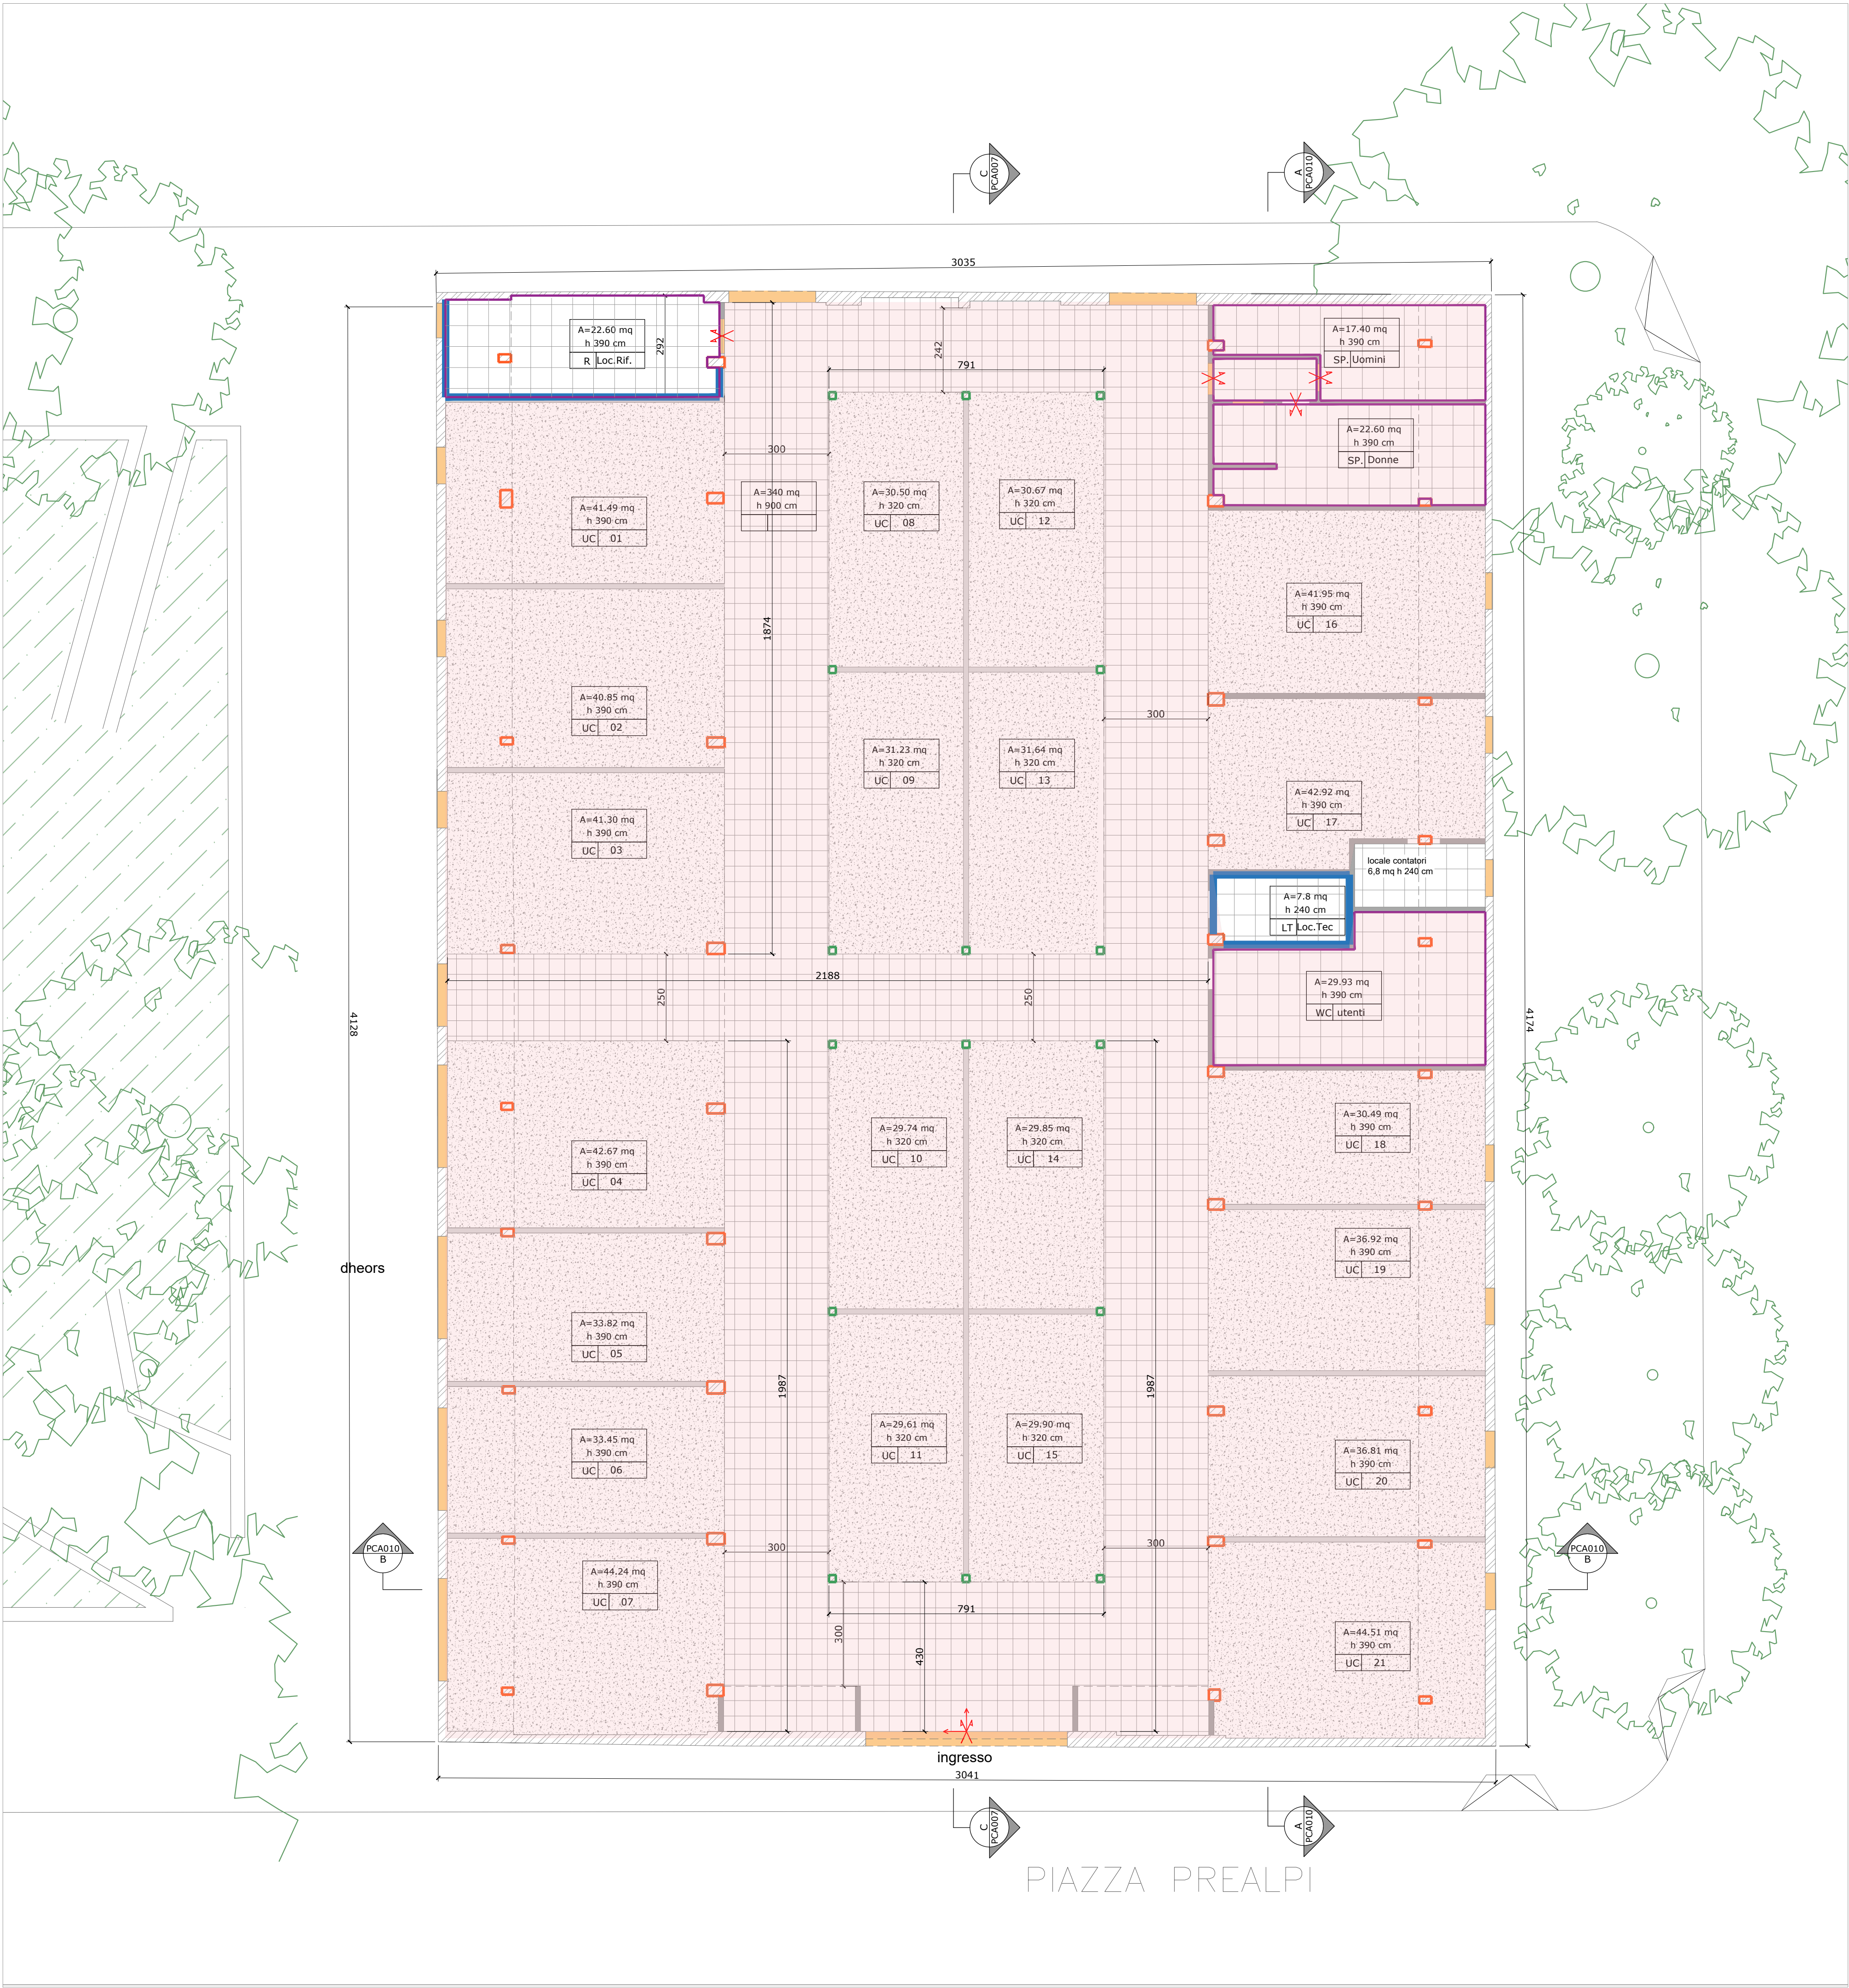 C
PCA007
A
PCA010
3035
A=22.60 mq
h 390 cm
R Loc.Rif.
292
242
791
A=17.40 mq
h 390 cm
SP. Uomini
A=22.60 mq
h 390 cm
SP. Donne
300
A=41.49 mq
h 390 cm
UC 01
A=340 mq
h 900 cm
A=30.50 mq
h 320 cm
UC 08
A=30.67 mq
h 320 cm
UC 12
A=41.95 mq
h 390 cm
UC 16
1874
A=40.85 mq
h 390 cm
UC 02
300
A=31.23 mq
h 320 cm
UC 09
A=31.64 mq
h 320 cm
UC 13
A=42.92 mq
h 390 cm
UC 17
A=41.30 mq
h 390 cm
UC 03
locale contatori
6,8 mq h 240 cm
A=7.8 mq
h 240 cm
LT Loc.Tec
2188
250
250
A=29.93 mq
h 390 cm
WC utenti
4128
4174
A=42.67 mq
h 390 cm
UC 04
A=29.74 mq
h 320 cm
UC 10
A=29.85 mq
h 320 cm
UC 14
A=30.49 mq
h 390 cm
UC 18
dheors
A=36.92 mq
h 390 cm
UC 19
A=33.82 mq
h 390 cm
UC 05
1987
1987
A=33.45 mq
h 390 cm
UC 06
A=29.61 mq
h 320 cm
UC 11
A=29.90 mq
h 320 cm
UC 15
A=36.81 mq
h 390 cm
UC 20
PCA010
B
300
300
PCA010
B
A=44.24 mq
h 390 cm
UC 07
791
300
430
A=44.51 mq
h 390 cm
UC 21
ingresso
3041
C
PCA007
A
PCA010
PIAZZA PREALPI